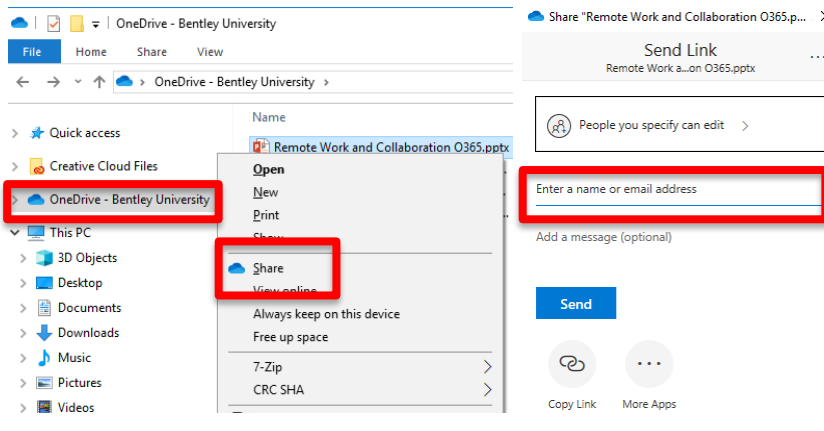 OneDrive - Bentley University
File Home Share View
OneDrive - Bentley University
Name
Quick access
Remote Work and Collaboration O365.pptx
Creative Cloud Files
OneDrive - Bentley University
This PC
3D Objects
Desktop
Documents
Downloads
Music
Pictures
Videos
Open
New
Print
Show
Share
View online
Always keep on this device
Free up space
7-Zip
CRC SHA
Share "Remote Work and Collaboration O365.p...
Send Link
Remote Work a...on O365.pptx
People you specify can edit
Enter a name or email address
Add a message (optional)
Send
Copy Link More Apps